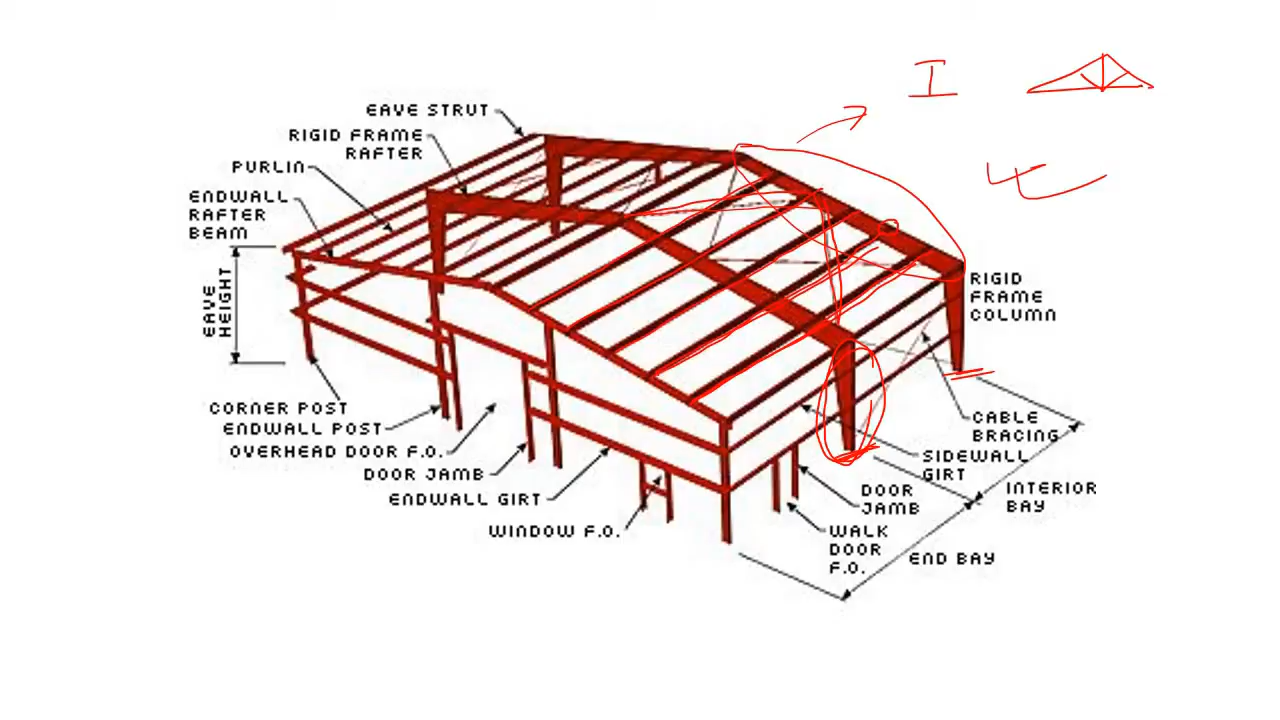 I
EAVE STRUT
RIGID FRAME
RAFTER
PURLIN
ENDWALL
RAFTER
BEAM
EAVE
HEIGHT
RIGID
FRAME
COLUMN
CORNER POST
ENDWALL POST
OVERHEAD DOOR F.O.
DOOR JAMB
ENDWALL GIRT
WINDOW F.O.
CABLE
BRACING
SIDEWALL
GIRT
DOOR
JAMB
INTERIOR
BAY
WALK
DOOR
F.O.
END BAY